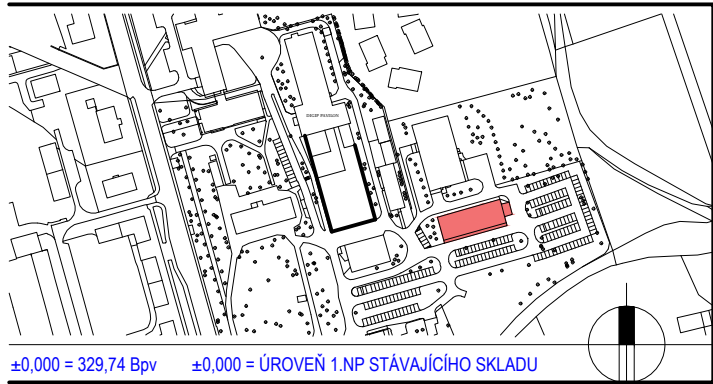 ±0,000 = 329,74 Bpv ±0,000 = ÚROVEŇ 1.NP STÁVAJÍCÍHO SKLADU